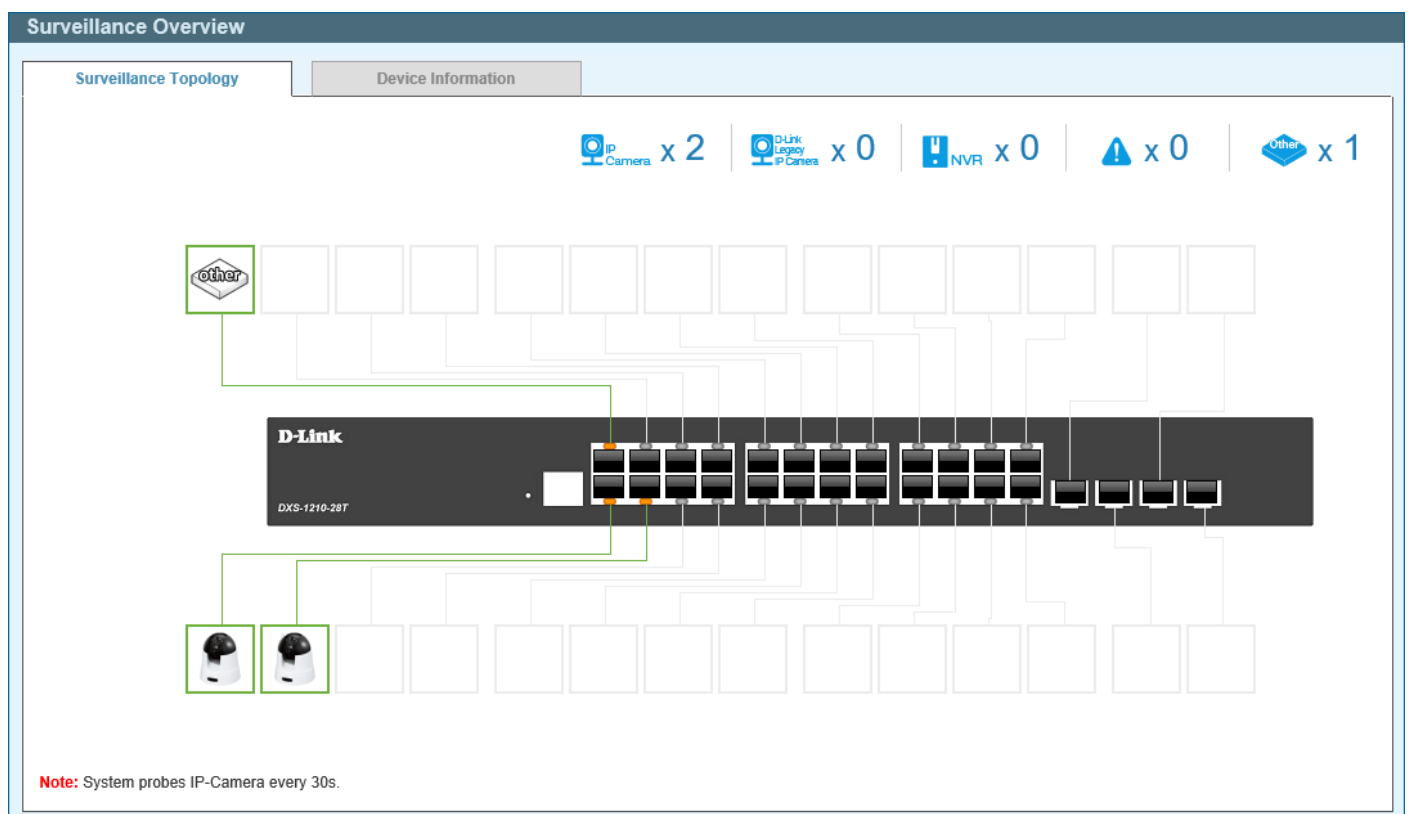 Surveillance Overview
Surveillance Topology
Device Information
IP Camera x 2
D-Link Legacy IP Camera x 0
NVR x 0
x 0
Other x 1
other
D-Link
DXS-1210-28T
Note: System probes IP-Camera every 30s.